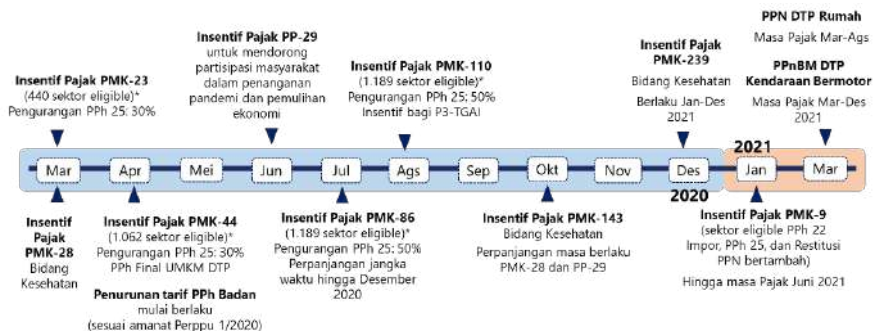 Insentif Pajak PMK-23
(440 sektor eligible)*
Pengurangan PPh 25: 30%
Insentif Pajak PP-29
untuk mendorong
partisipasi masyarakat
dalam penanganan
pandemi dan pemulihan
ekonomi
Insentif Pajak PMK-110
(1.189 sektor eligible)*
Pengurangan PPh 25: 50%
Insentif bagi P3-TGAI
Insentif Pajak
PMK-239
Bidang Kesehatan
Berlaku Jan-Des
2021
PPN DTP Rumah
Masa Pajak Mar-Ags
PPnBM DTP
Kendaraan Bermotor
Masa Pajak Mar-Des
2021
2021
Mar Apr Mei Jun Jul Ags Sep Okt Nov Des Jan Mar
2020
Insentif
Pajak
PMK-28
Bidang
Kesehatan
Insentif Pajak PMK-44
(1.062 sektor eligible)*
Pengurangan PPh 25: 30%
PPh Final UMKM DTP
Penurunan tarif PPh Badan
mulai berlaku
(sesuai amanat Perppu 1/2020)
Insentif Pajak PMK-86
(1.189 sektor eligible)*
Pengurangan PPh 25: 50%
Perpanjangan jangka
waktu hingga Desember
2020
Insentif Pajak PMK-143
Bidang Kesehatan
Perpanjangan masa berlaku
PMK-28 dan PP-29
Insentif Pajak PMK-9
(sektor eligible PPh 22
Impor, PPh 25, dan Restitusi
PPN bertambah)
Hingga masa Pajak Juni 2021